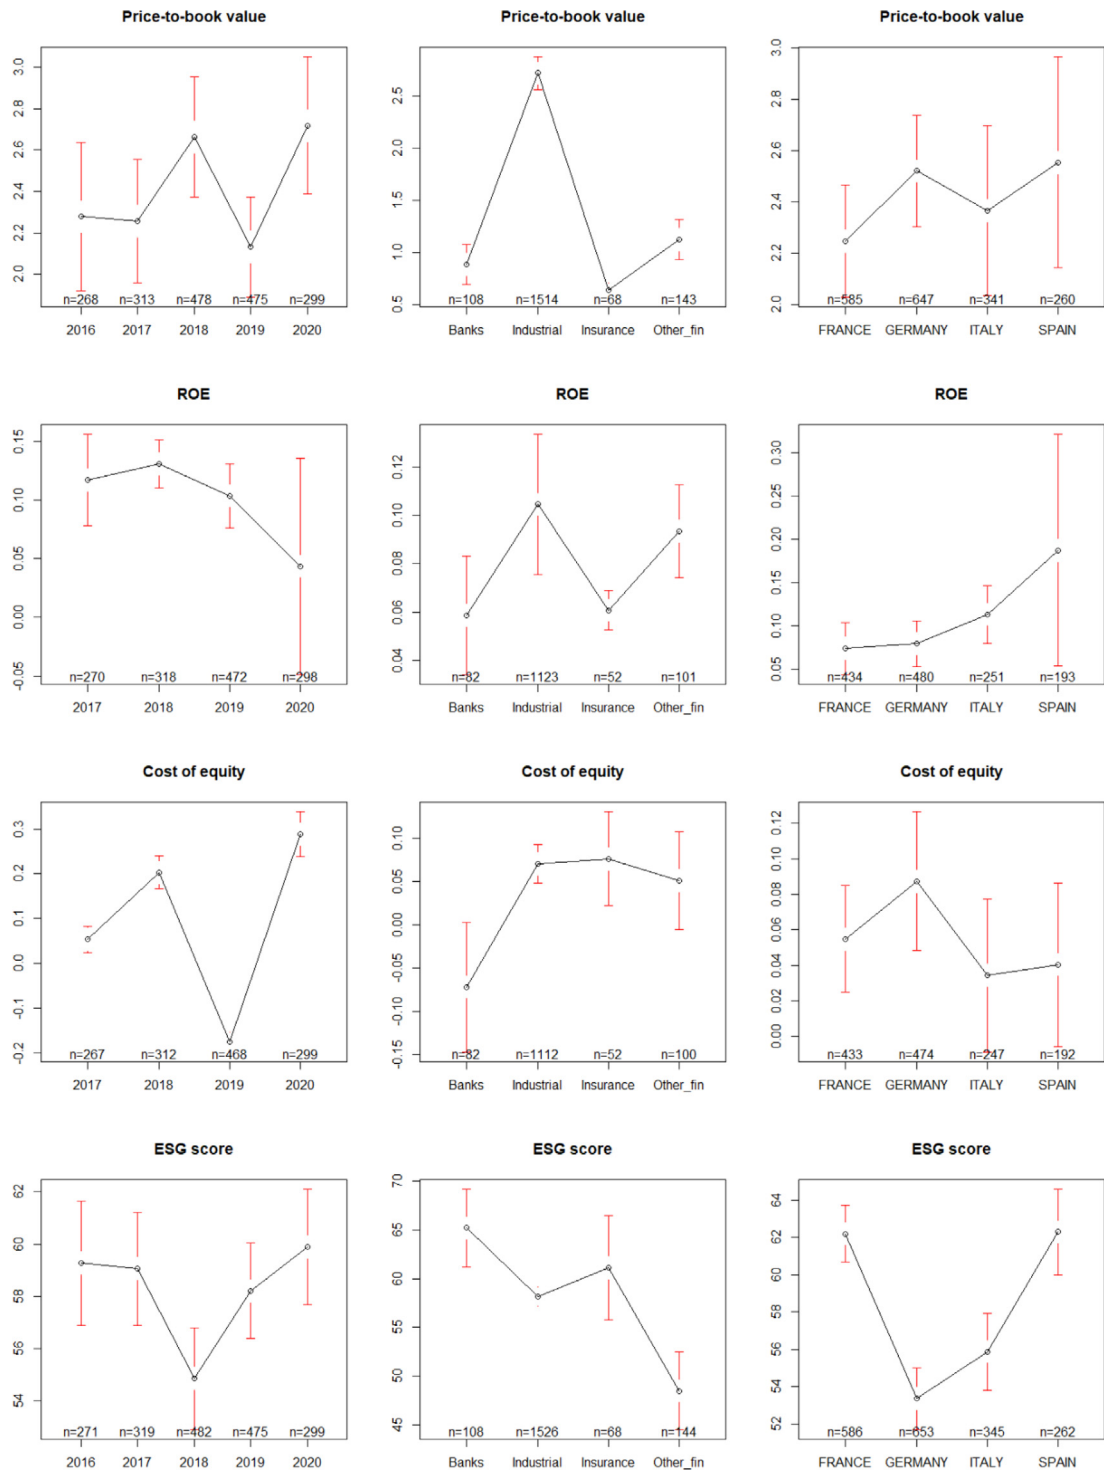 Price-to-book value
3.0
2.8
2.6
2.4
2.2
2.0
n=268 n=313 n=478 n=475 n=299
2016 2017 2018 2019 2020
Price-to-book value
2.5
2.0
1.5
1.0
0.5
n=108 n=1514 n=68 n=143
Banks Industrial Insurance Other_fin
Price-to-book value
3.0
2.8
2.6
2.4
2.2
2.0
n=585 n=647 n=341 n=260
FRANCE GERMANY ITALY SPAIN
ROE
0.15
0.10
0.05
0.00
-0.05
n=270 n=318 n=472 n=298
2017 2018 2019 2020
ROE
0.12
0.10
0.08
0.06
0.04
n=82 n=1123 n=52 n=101
Banks Industrial Insurance Other_fin
ROE
0.30
0.25
0.20
0.15
0.10
0.05
n=434 n=480 n=251 n=193
FRANCE GERMANY ITALY SPAIN
Cost of equity
0.3
0.2
0.1
0.0
-0.1
-0.2
n=267 n=312 n=468 n=299
2017 2018 2019 2020
Cost of equity
0.10
0.05
0.00
-0.05
-0.10
-0.15
n=82 n=1112 n=52 n=100
Banks Industrial Insurance Other_fin
Cost of equity
0.12
0.10
0.08
0.06
0.04
0.02
0.00
n=433 n=474 n=247 n=192
FRANCE GERMANY ITALY SPAIN
ESG score
62
60
58
56
54
n=271 n=319 n=482 n=475 n=299
2016 2017 2018 2019 2020
ESG score
70
65
60
55
50
45
n=108 n=1526 n=68 n=144
Banks Industrial Insurance Other_fin
ESG score
64
62
60
58
56
54
52
n=586 n=653 n=345 n=262
FRANCE GERMANY ITALY SPAIN